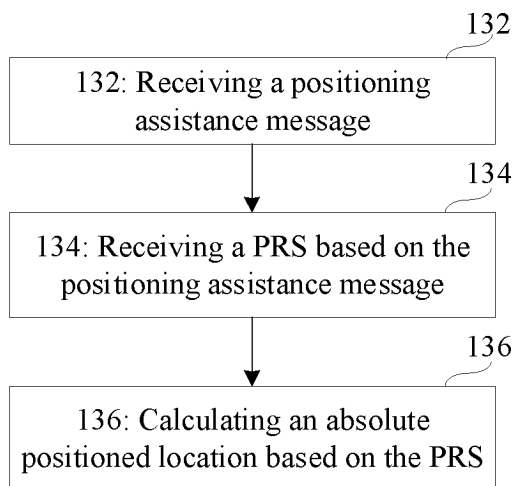 132
132: Receiving a positioning
assistance message
134
134: Receiving a PRS based on the
positioning assistance message
136
136: Calculating an absolute
positioned location based on the PRS